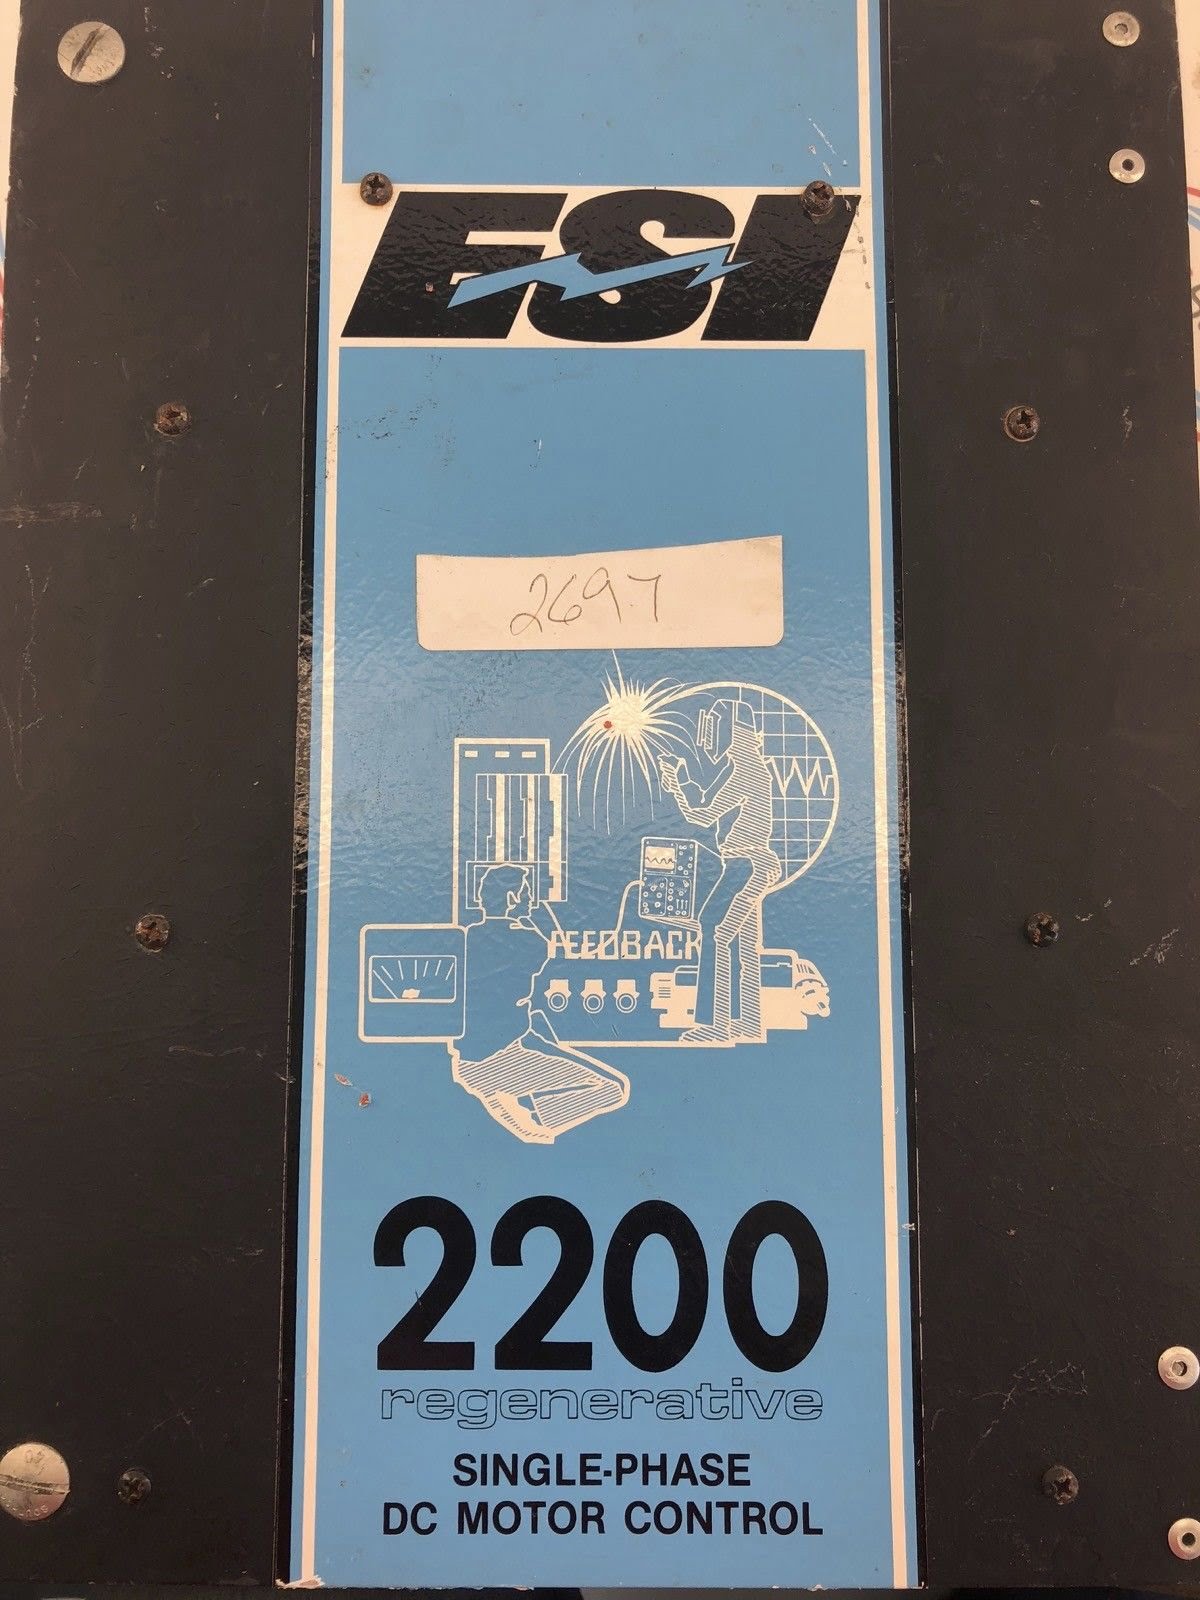 ESI
2697
FEEDBACK
2200
regenerative
SINGLE-PHASE
DC MOTOR CONTROL